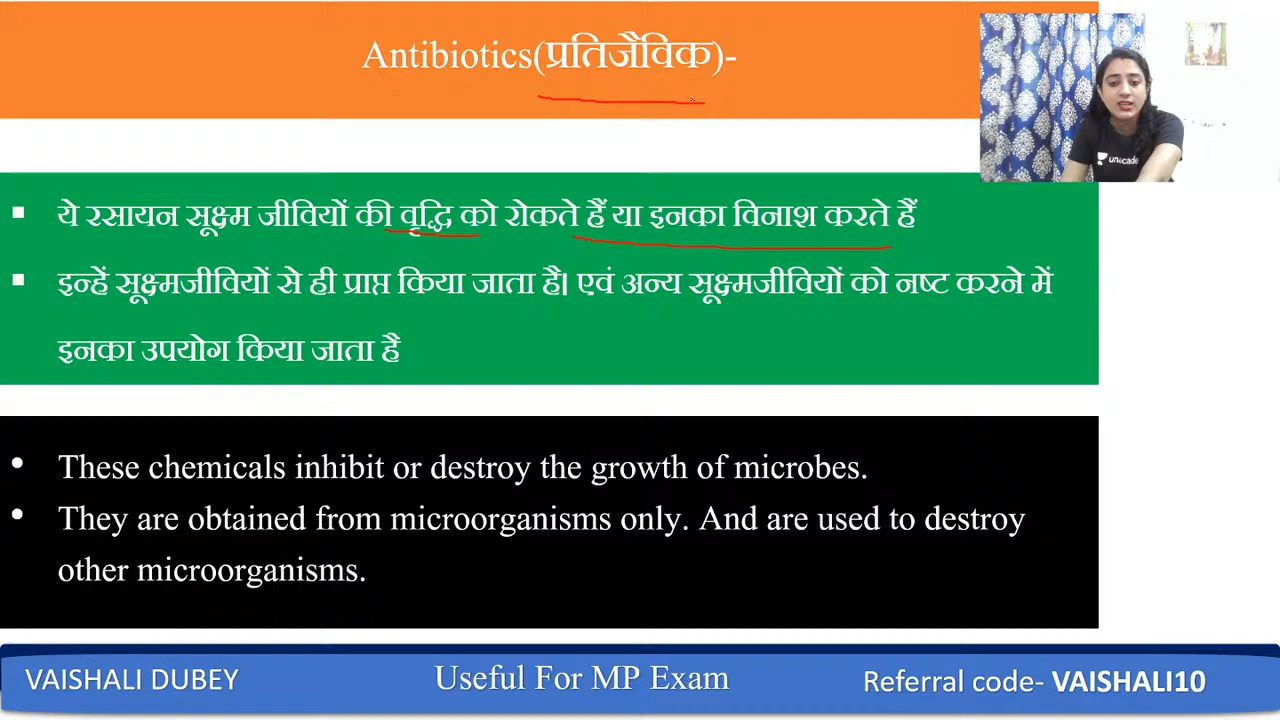 Antibiotics(प्रतिजैविक)-
▪ ये रसायन सूक्ष्म जीवियों की वृद्धि को रोकते हैं या इनका विनाश करते हैं
▪ इन्हें सूक्ष्मजीवियों से ही प्राप्त किया जाता है। एवं अन्य सूक्ष्मजीवियों को नष्ट करने में
इनका उपयोग किया जाता है
• These chemicals inhibit or destroy the growth of microbes.
• They are obtained from microorganisms only. And are used to destroy
other microorganisms.
VAISHALI DUBEY
Useful For MP Exam
Referral code- VAISHALI10